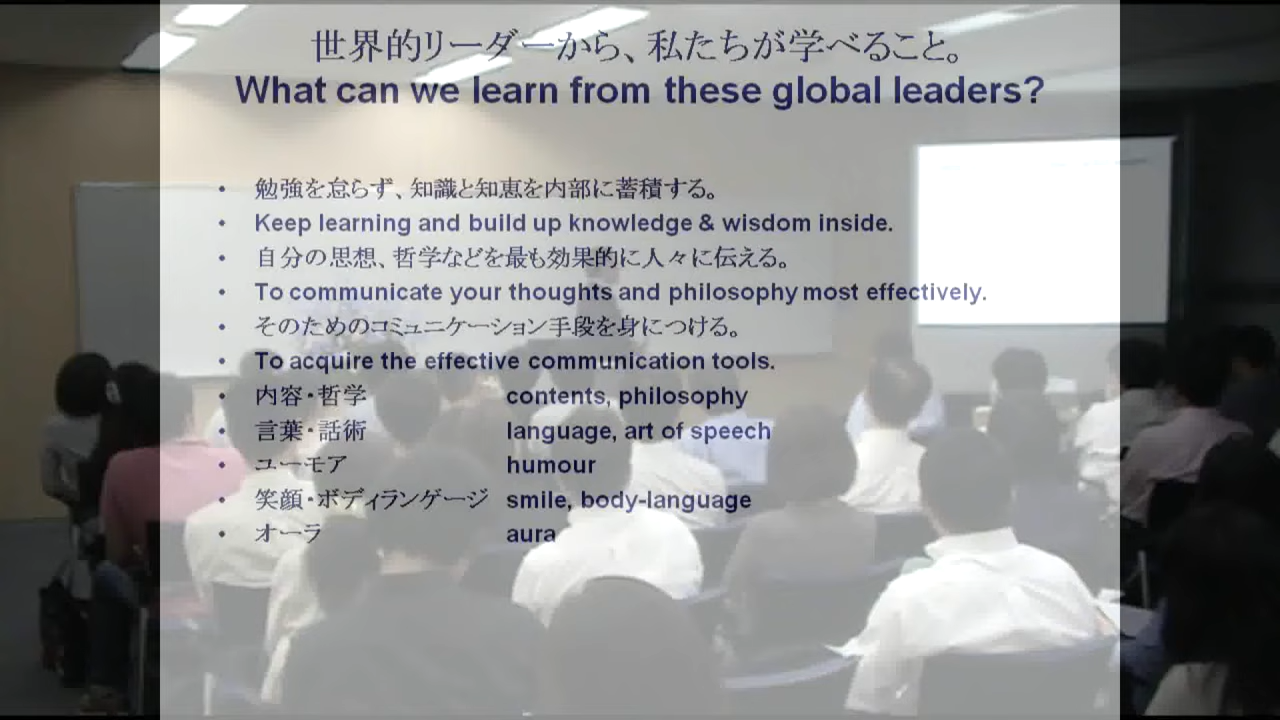 世界的リーダーから、私たちが学べること。
What can we learn from these global leaders?
• 勉強を怠らず、知識と知恵を内部に蓄積する。
• Keep learning and build up knowledge & wisdom inside.
• 自分の思想、哲学などを最も効果的に人々に伝える。
• To communicate your thoughts and philosophy most effectively.
• そのためのコミュニケーション手段を身につける。
• To acquire the effective communication tools.
• 内容・哲学 contents, philosophy
• 言葉・話術 language, art of speech
• ユーモア humour
• 笑顔・ボディランゲージ smile, body-language
• オーラ aura